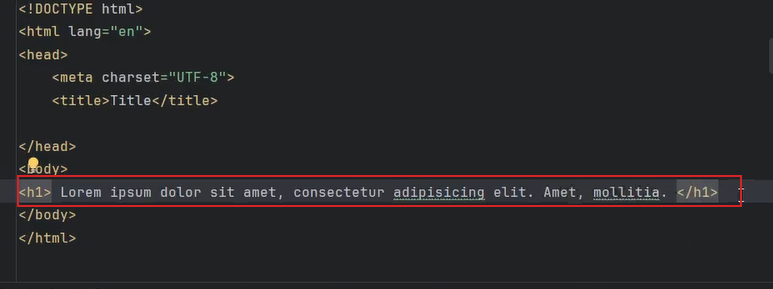 <!DOCTYPE html>
<html lang="en">
<head>
<meta charset="UTF-8">
<title>Title</title>
</head>
<body>
<h1> Lorem ipsum dolor sit amet, consectetur adipisicing elit. Amet, mollitia. </h1>
</body>
</html>